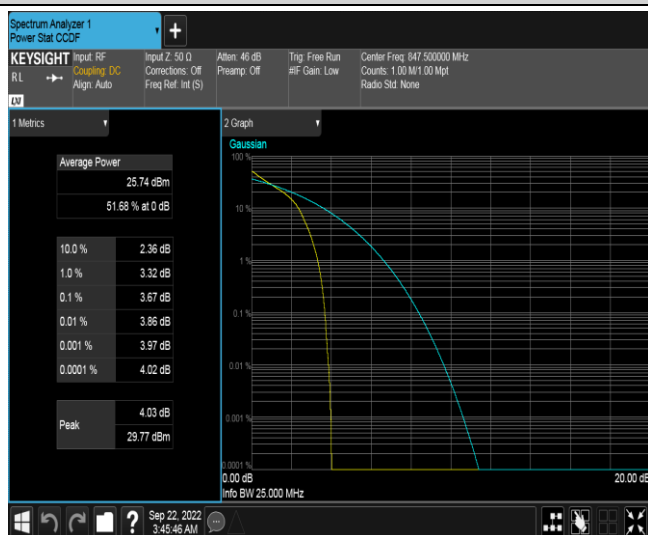 Spectrum Analyzer 1
Power Stat CCDF
+
KEYSIGHT
RL
LXI
Input: RF
Coupling: DC
Align: Auto
Input Z: 50 Ω
Corrections: Off
Freq Ref: Int (S)
Atten: 46 dB
Preamp: Off
Trig: Free Run
#IF Gain: Low
Center Freq: 847.500000 MHz
Counts: 1.00 M/1.00 Mpt
Radio Std: None
1 Metrics
Average Power
25.74 dBm
51.68 % at 0 dB
10.0 % 2.36 dB
1.0 % 3.32 dB
0.1 % 3.67 dB
0.01 % 3.86 dB
0.001 % 3.97 dB
0.0001 % 4.02 dB
Peak
4.03 dB
29.77 dBm
2 Graph
Gaussian
100 %
10 %
1 %
0.1 %
0.01 %
0.001 %
0.0001 %
0.00 dB 20.00 dB
Info BW 25.000 MHz
? Sep 22, 2022
3:45:46 AM